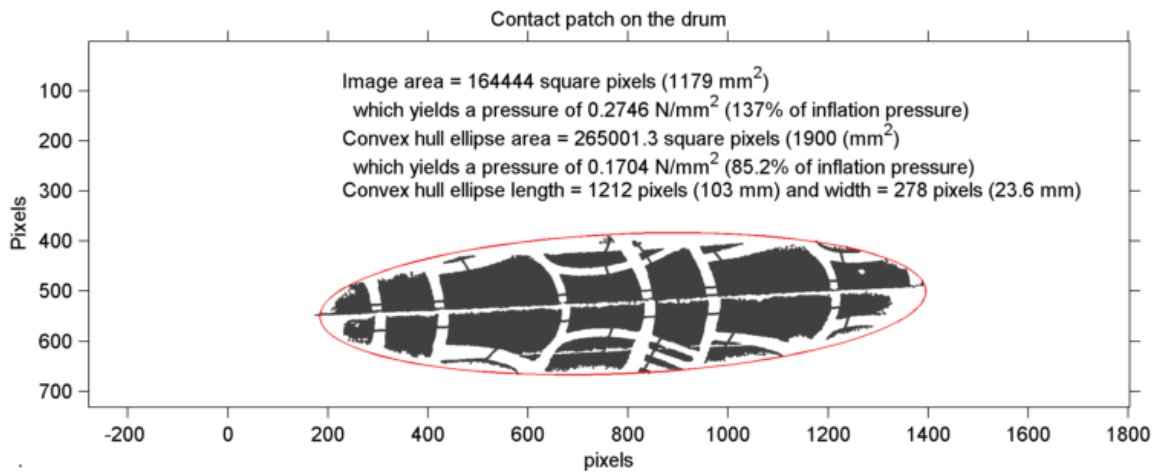 Contact patch on the drum
Image area = 164444 square pixels (1179 mm²)
which yields a pressure of 0.2746 N/mm² (137% of inflation pressure)
Convex hull ellipse area = 265001.3 square pixels (1900 (mm²)
which yields a pressure of 0.1704 N/mm² (85.2% of inflation pressure)
Convex hull ellipse length = 1212 pixels (103 mm) and width = 278 pixels (23.6 mm)
Pixels
100
200
300
400
500
600
700
-200 0 200 400 600 800 1000 1200 1400 1600 1800
pixels